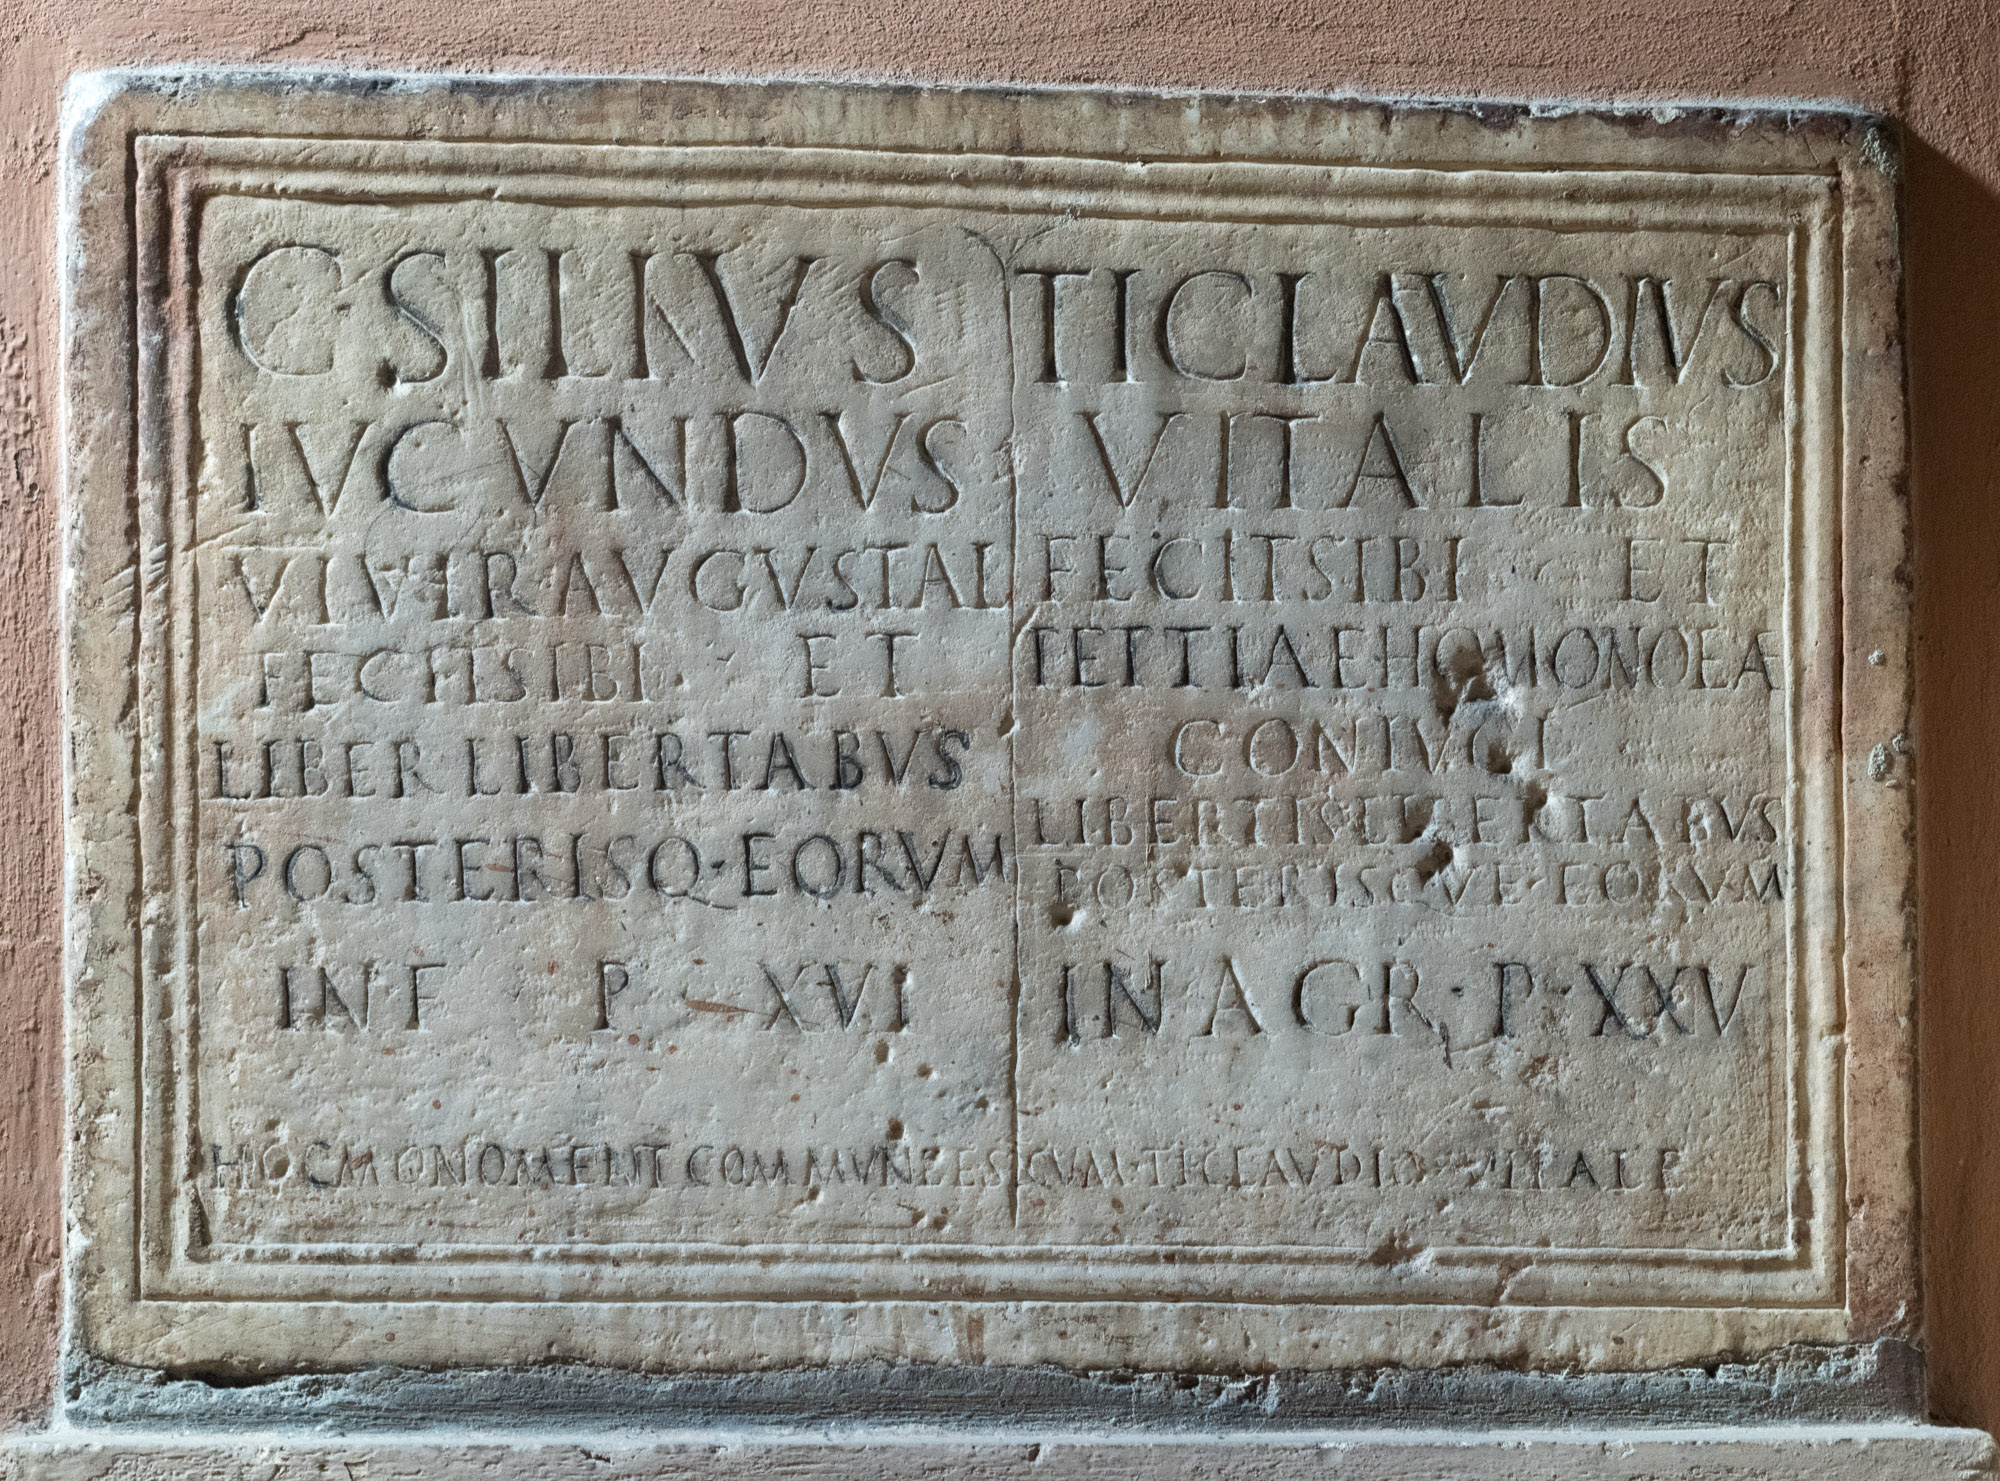 C SILIVS
IVCVNDVS
VI VIR AVGVSTAL
FECIT SIBI · ET
LIBER LIBERTABVS
POSTERISQ · EORVM
IN F P XVI
TI CLAVDIVS
VITALIS
FECIT SIBI ET
TETTIAE · HOMONOEAE
CONIVGI
LIBERTIS LIBERTABVS
POSTERISQVE · EORVM
IN AGR · P · XXV
HOC MONOMENT COMMVNE EST CVM · TI CLAVDIO VITALE